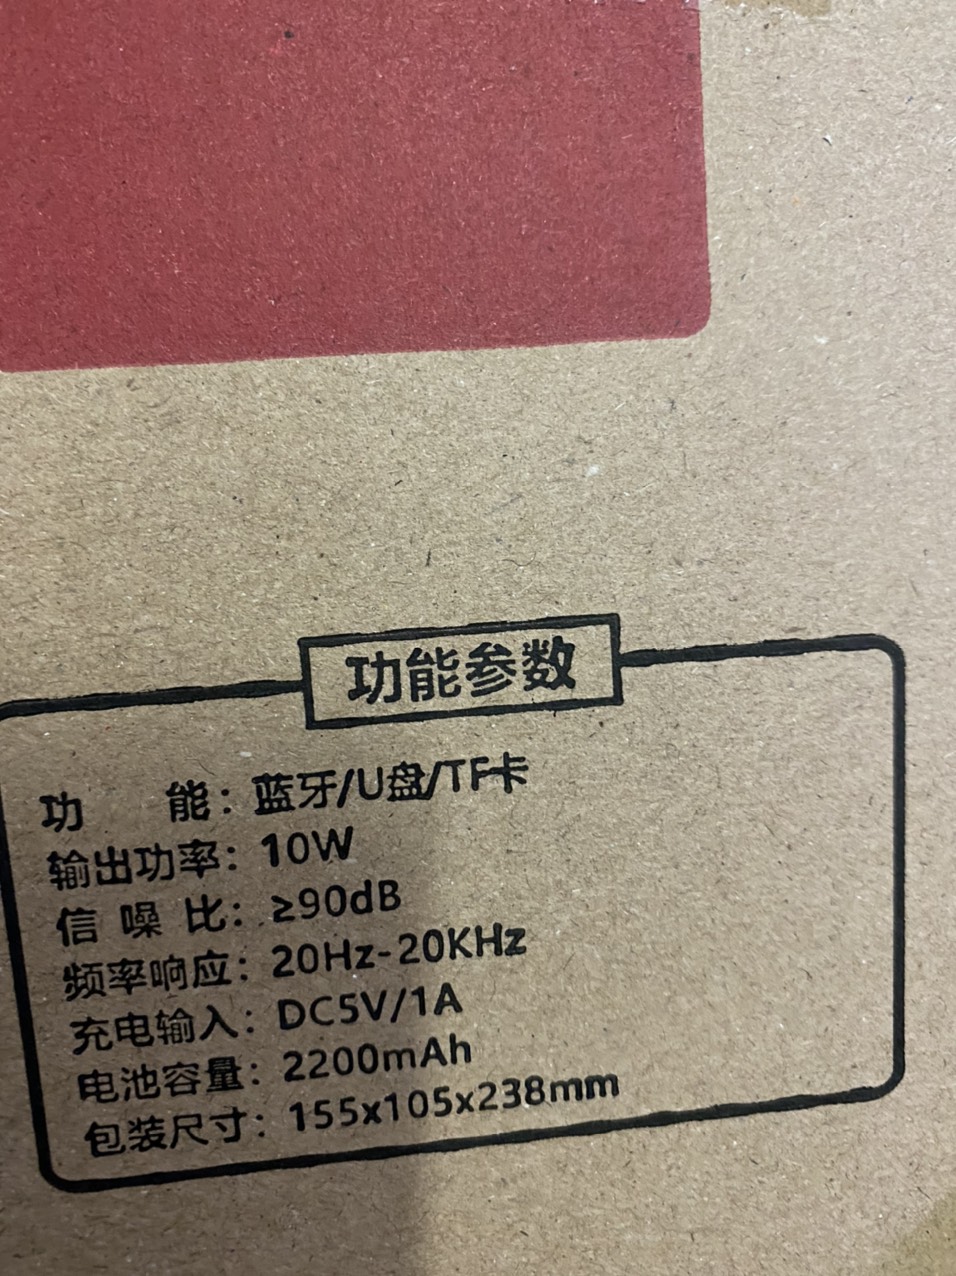 功能参数
功 能：蓝牙/U盘/TF卡
输出功率：10W
信 噪 比：≥90dB
频率响应：20Hz-20KHz
充电输入：DC5V/1A
电池容量：2200mAh
包装尺寸：155x105x238mm